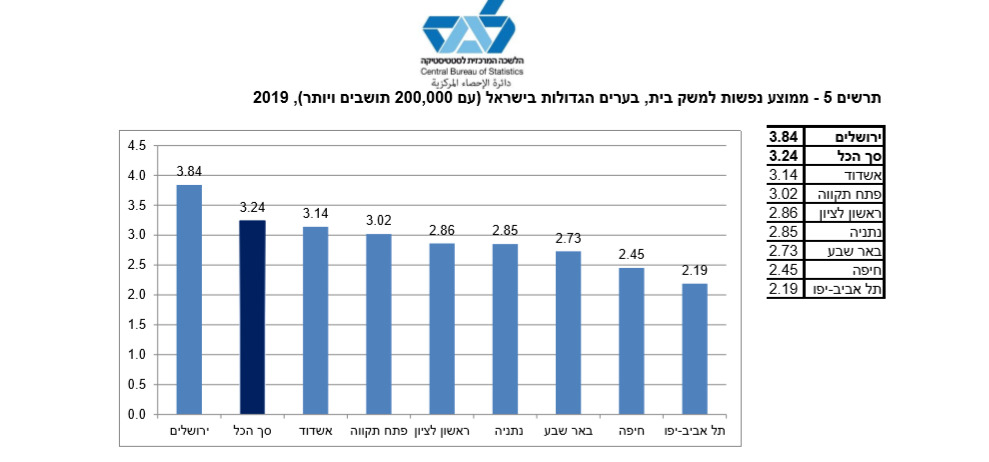 הלשכה המרכזית לסטטיסטיקה
Central Bureau of Statistics
دائرة الإحصاء المركزية
תרשים 5 - ממוצע נפשות למשק בית, בערים הגדולות בישראל (עם 200,000 תושבים ויותר), 2019
ירושלים 3.84
סך הכל 3.24
אשדוד 3.14
פתח תקווה 3.02
ראשון לציון 2.86
נתניה 2.85
באר שבע 2.73
חיפה 2.45
תל אביב-יפו 2.19
4.5
4.0
3.5
3.0
2.5
2.0
1.5
1.0
0.5
0.0
3.84 3.24 3.14 3.02 2.86 2.85 2.73 2.45 2.19
ירושלים סך הכל אשדוד פתח תקווה ראשון לציון נתניה באר שבע חיפה תל אביב-יפו